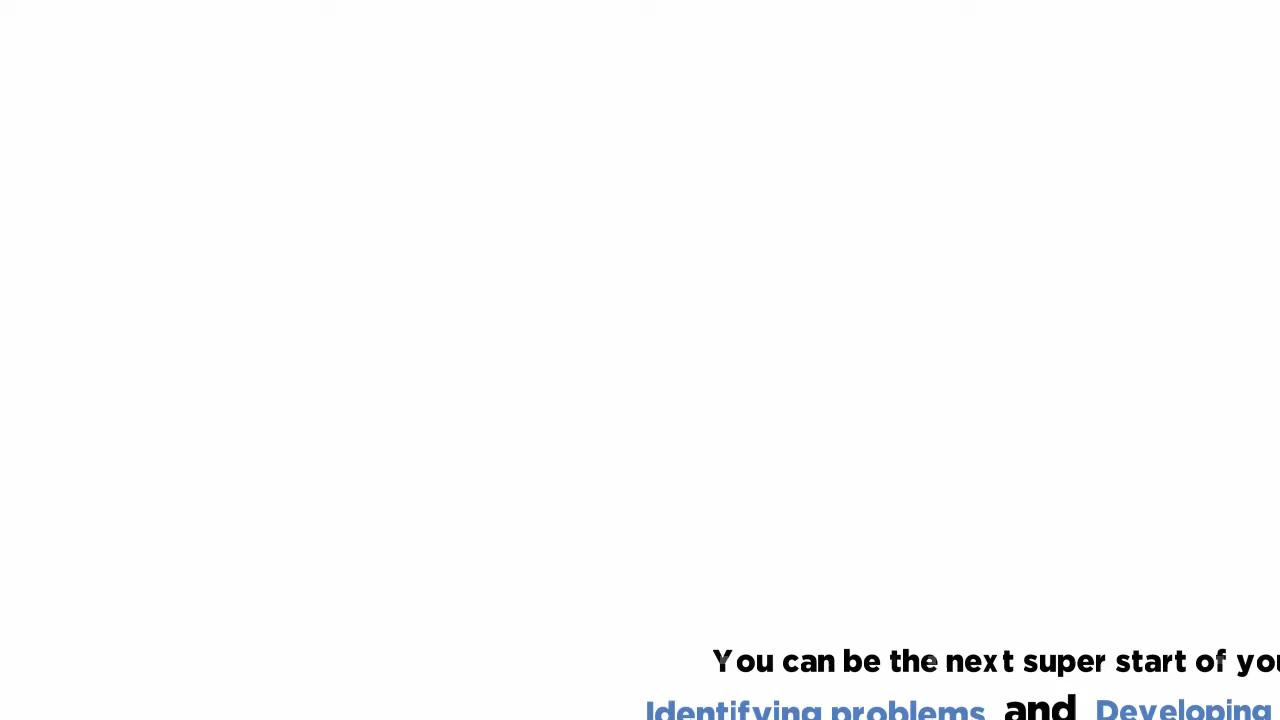 You can be the next super start of you
Identifying problems and Developing